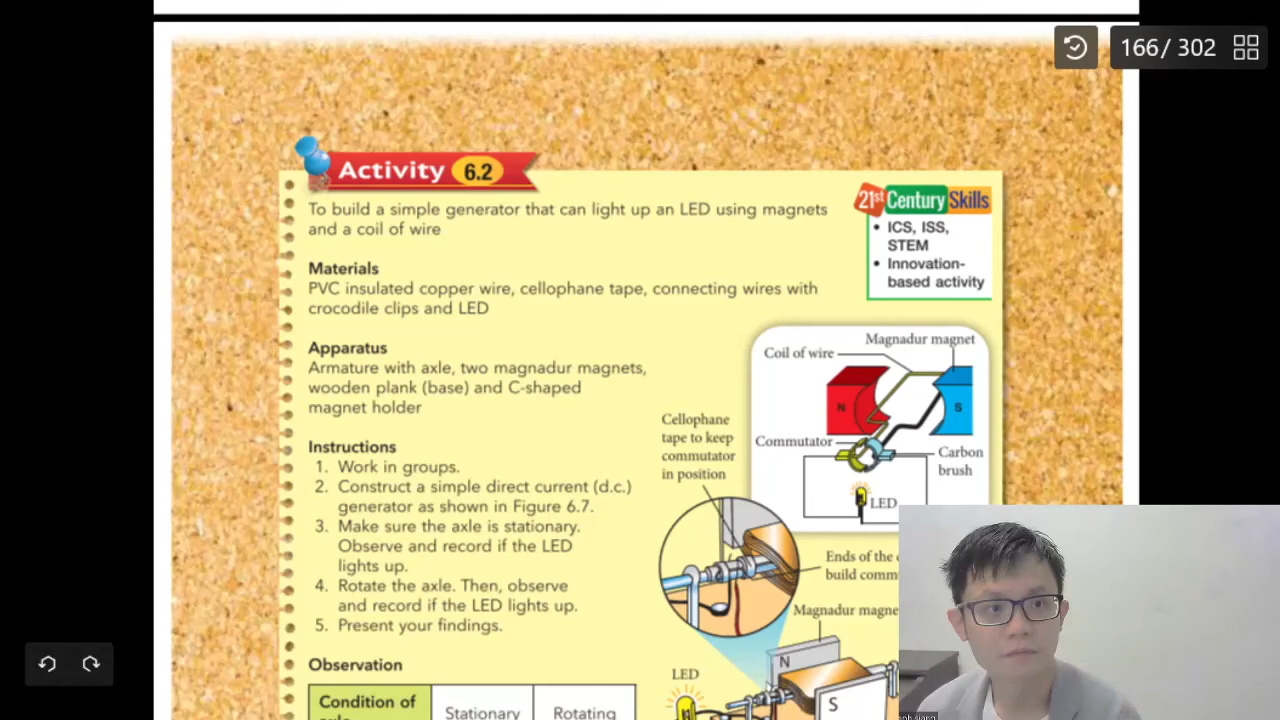 166/ 302
Activity 6.2
To build a simple generator that can light up an LED using magnets
and a coil of wire
21st Century Skills
• ICS, ISS,
STEM
• Innovation-
based activity
Materials
PVC insulated copper wire, cellophane tape, connecting wires with
crocodile clips and LED
Apparatus
Armature with axle, two magnadur magnets,
wooden plank (base) and C-shaped
magnet holder
Instructions
1. Work in groups.
2. Construct a simple direct current (d.c.)
generator as shown in Figure 6.7.
3. Make sure the axle is stationary.
Observe and record if the LED
lights up.
4. Rotate the axle. Then, observe
and record if the LED lights up.
5. Present your findings.
Observation
Condition of
Stationary
Rotating
Magnadur magnet
Coil of wire
N
S
Commutator
Carbon
brush
LED
Cellophane
tape to keep
commutator
in position
Ends of the
build comm
Magnadur magne
LED
N
S